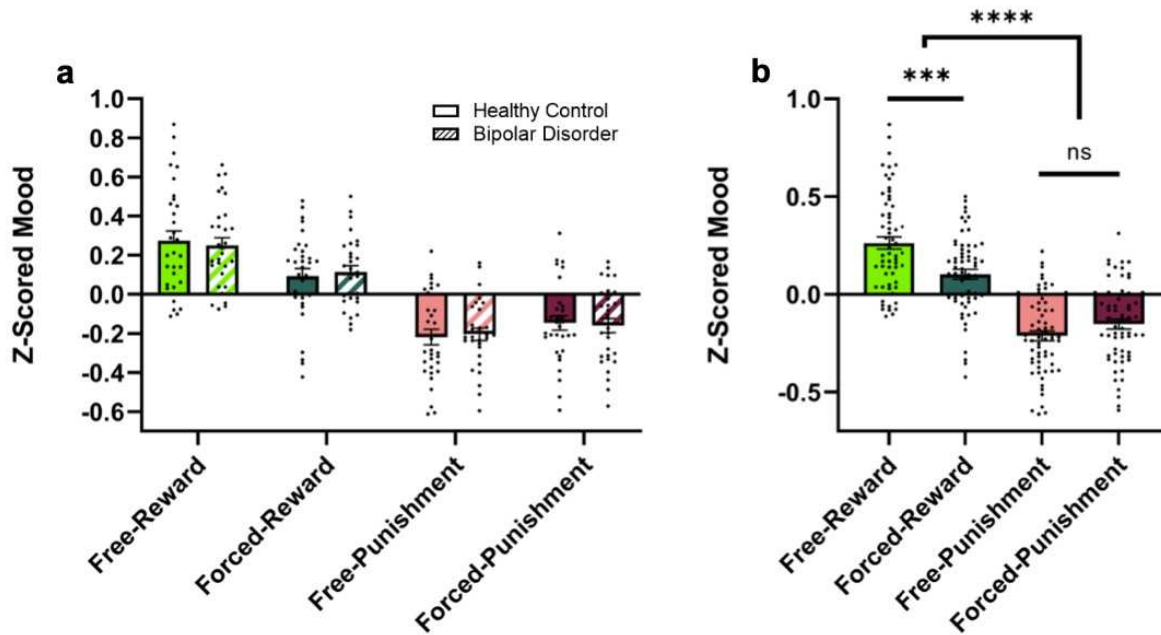 a
Z-Scored Mood
1.0
0.8
0.6
0.4
0.2
0.0
-0.2
-0.4
-0.6
Healthy Control
Bipolar Disorder
Free-Reward
Forced-Reward
Free-Punishment
Forced-Punishment
b
****
***
ns
Z-Scored Mood
1.0
0.5
0.0
-0.5
Free-Reward
Forced-Reward
Free-Punishment
Forced-Punishment